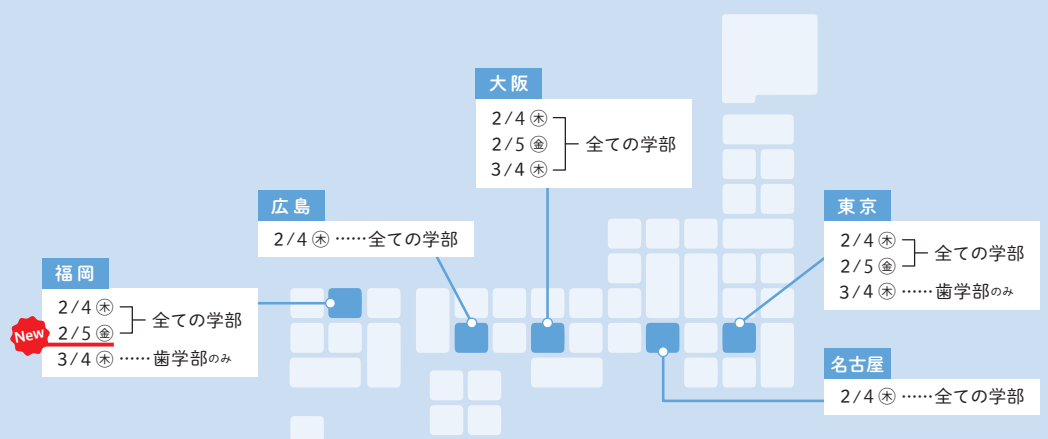 大阪
2/4㊍
2/5㊎ 全ての学部
3/4㊍
広島
2/4㊍……全ての学部
東京
2/4㊍
2/5㊎ 全ての学部
3/4㊍……歯学部のみ
福岡
2/4㊍
New 2/5㊎ 全ての学部
3/4㊍……歯学部のみ
名古屋
2/4㊍……全ての学部